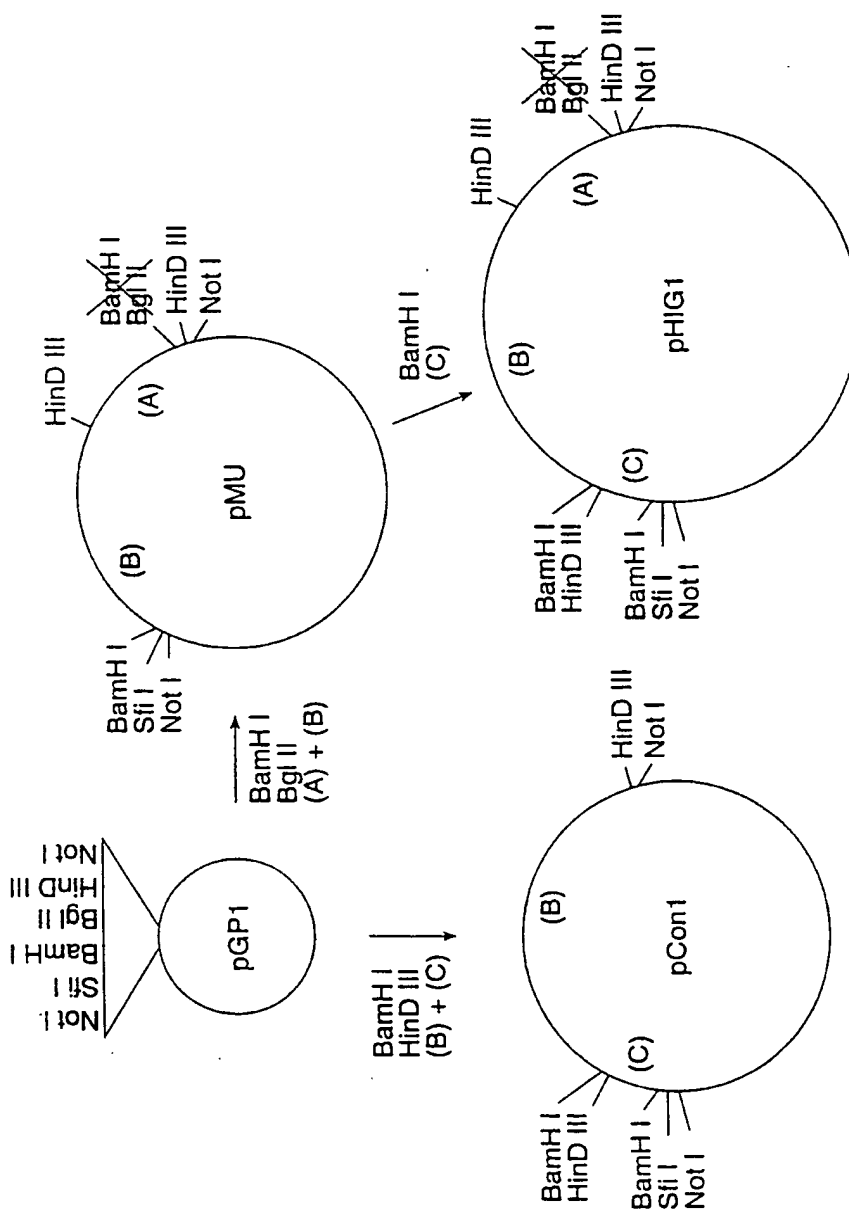 Not I
Sfi I
BamH I
Bgl II
HinD III
Not I
pGP1
BamH I
Bgl II
(A) + (B)
HinD III
BamH I
Bgl II
HinD III
Not I
(A)
(B)
pMU
BamH I
Sfi I
Not I
BamH I
HinD III
(B) + (C)
BamH I
(C)
BamH I
HinD III
(C)
(B)
pCon1
HinD III
Not I
BamH I
Sfi I
Not I
HinD III
BamH I
Bgl II
HinD III
Not I
(A)
(B)
pHIG1
BamH I
HinD III
(C)
BamH I
Sfi I
Not I